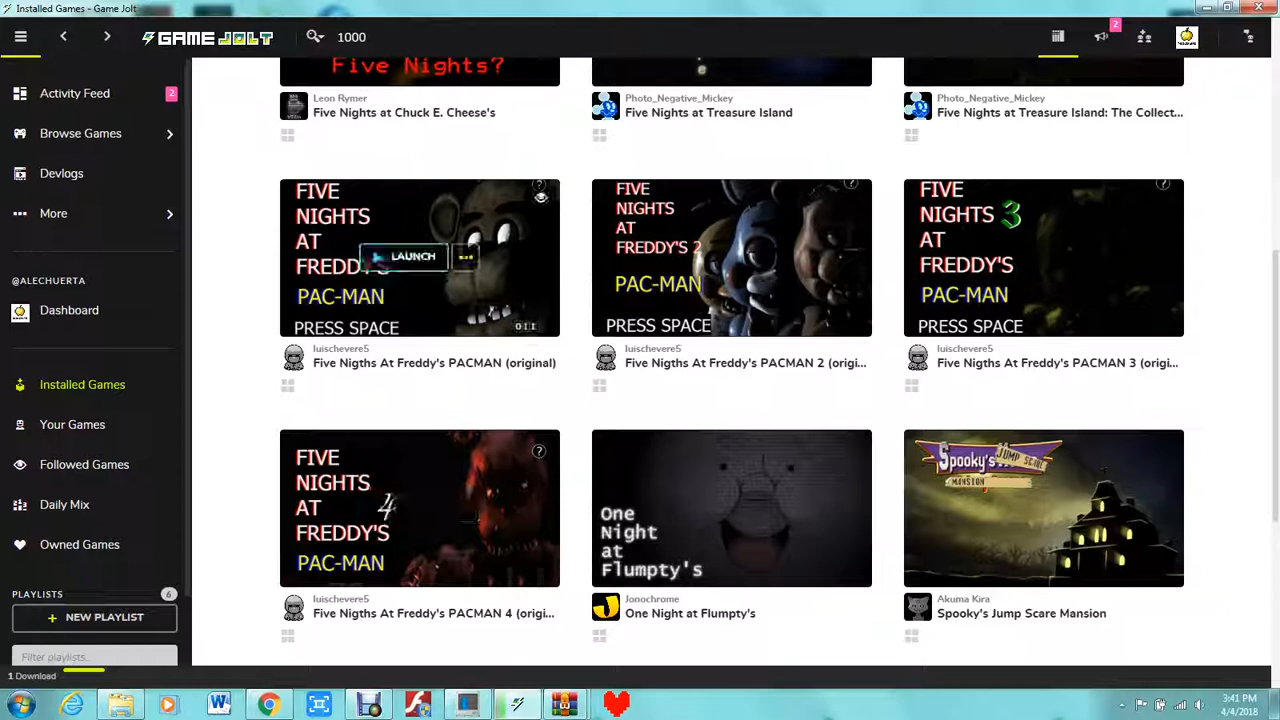 Installed Games - Game Jolt
GAME JOLT
1000
2
Activity Feed
2
Browse Games
Devlogs
More
@ALECHUERTA
Dashboard
Installed Games
Your Games
Followed Games
Daily Mix
Owned Games
PLAYLISTS
6
+ NEW PLAYLIST
Filter playlists..
1 Download
Five Nights?
Leon Rymer
Five Nights at Chuck E. Cheese's
e
Photo_Negative_Mickey
Five Nights at Treasure Island
Photo_Negative_Mickey
Five Nights at Treasure Island: The Collect...
FIVE
NIGHTS
AT
FREDDY'S
PAC-MAN
PRESS SPACE
?
LAUNCH
011
luischevere5
Five Nigths At Freddy's PACMAN (original)
FIVE
NIGHTS
AT
FREDDY'S 2
PAC-MAN
PRESS SPACE
?
luischevere5
Five Nigths At Freddy's PACMAN 2 (origi...
FIVE
NIGHTS 3
AT
FREDDY'S
PAC-MAN
PRESS SPACE
?
luischevere5
Five Nigths At Freddy's PACMAN 3 (origi...
FIVE
NIGHTS
AT 4
FREDDY'S
PAC-MAN
?
luischevere5
Five Nigths At Freddy's PACMAN 4 (origi...
One
Night
at
Flumpty's
Jonochrome
One Night at Flumpty's
Spooky's JUMP SCARE
MANSION
Akuma Kira
Spooky's Jump Scare Mansion
3:41 PM
4/4/2018